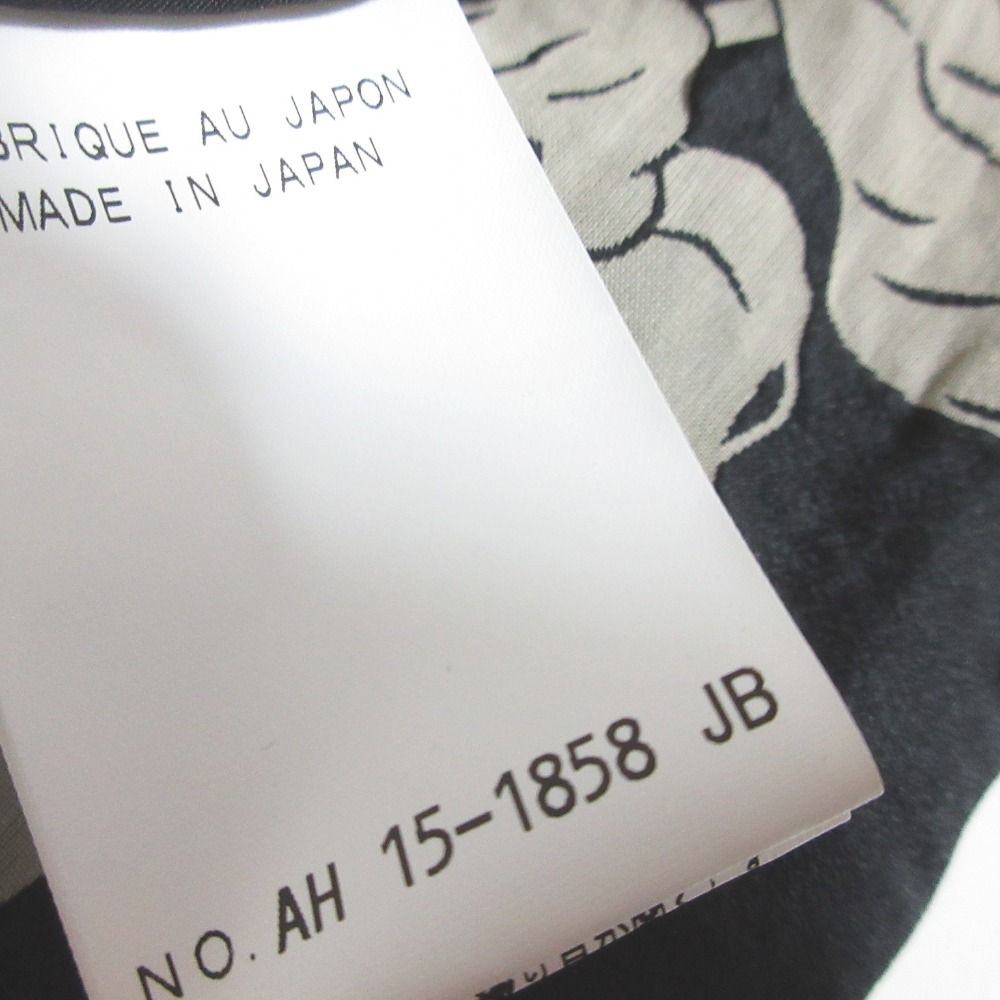 BRIQUE AU JAPON
MADE IN JAPAN
NO. AH 15-1858 JB